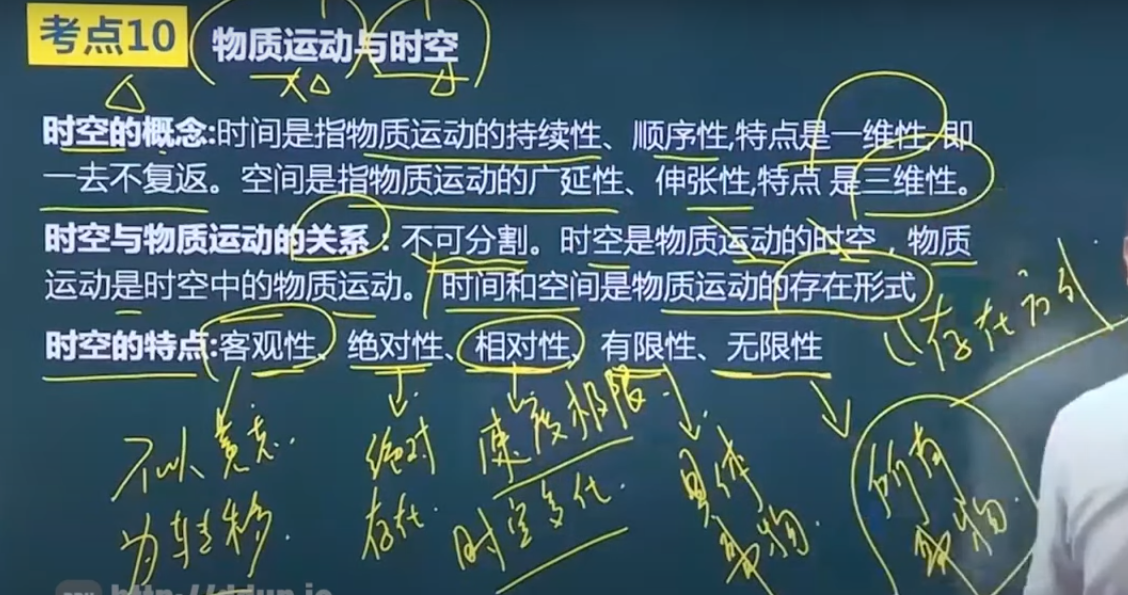 考点10 物质运动与时空
时空的概念:时间是指物质运动的持续性、顺序性,特点是一维性,即
一去不复返。空间是指物质运动的广延性、伸张性,特点是三维性。
时空与物质运动的关系：不可分割。时空是物质运动的时空，物质
运动是时空中的物质运动。时间和空间是物质运动的存在形式
时空的特点:客观性、绝对性、相对性、有限性、无限性
(存在方式
不以意志
为转移.
绝对
存在.
速度极限.
时空变化.
具体
事物.
所有
事物.